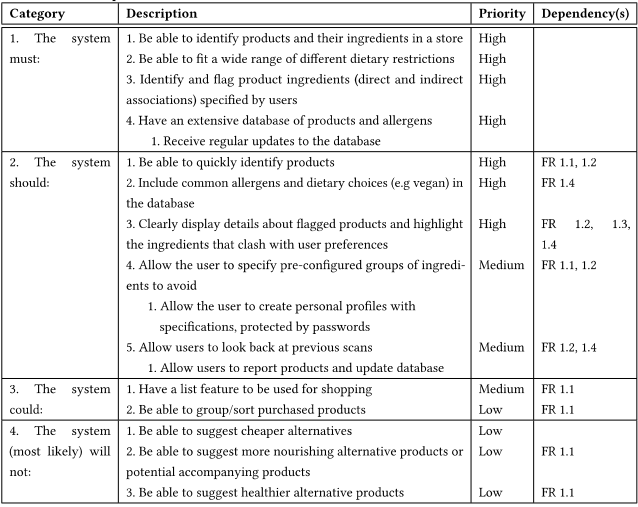 Category Description Priority Dependency(s)
1. The system must: 1. Be able to identify products and their ingredients in a store High
2. Be able to fit a wide range of different dietary restrictions High
3. Identify and flag product ingredients (direct and indirect High
associations) specified by users
4. Have an extensive database of products and allergens High
1. Receive regular updates to the database
2. The system should: 1. Be able to quickly identify products High FR 1.1, 1.2
2. Include common allergens and dietary choices (e.g vegan) in High FR 1.4
the database
3. Clearly display details about flagged products and highlight High FR 1.2, 1.3,
the ingredients that clash with user preferences 1.4
4. Allow the user to specify pre-configured groups of ingredi- Medium FR 1.1, 1.2
ents to avoid
1. Allow the user to create personal profiles with
specifications, protected by passwords
5. Allow users to look back at previous scans Medium FR 1.2, 1.4
1. Allow users to report products and update database
3. The system could: 1. Have a list feature to be used for shopping Medium FR 1.1
2. Be able to group/sort purchased products Low FR 1.1
4. The system (most likely) will not: 1. Be able to suggest cheaper alternatives Low
2. Be able to suggest more nourishing alternative products or Low FR 1.1
potential accompanying products
3. Be able to suggest healthier alternative products Low FR 1.1